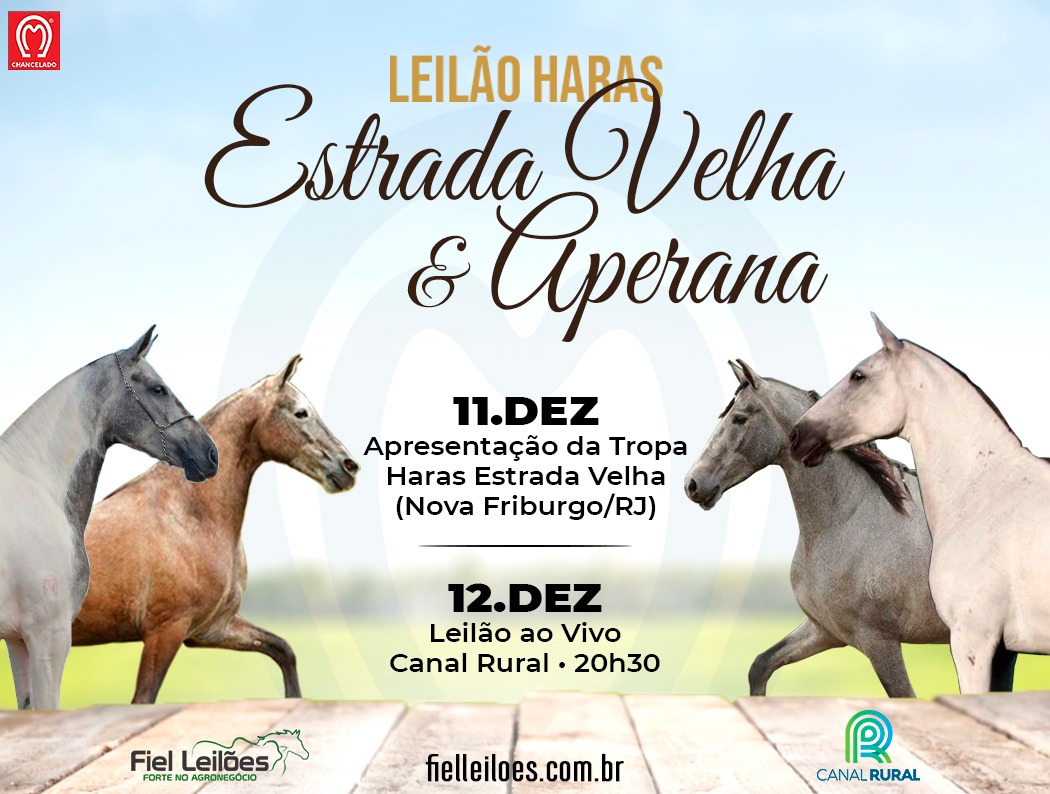 CHANCELADO
LEILÃO HARAS
Estrada Velha
& Aperana
11.DEZ
Apresentação da Tropa
Haras Estrada Velha
(Nova Friburgo/RJ)
12.DEZ
Leilão ao Vivo
Canal Rural • 20h30
Fiel Leilões
FORTE NO AGRONEGÓCIO
fielleiloes.com.br
CANAL RURAL